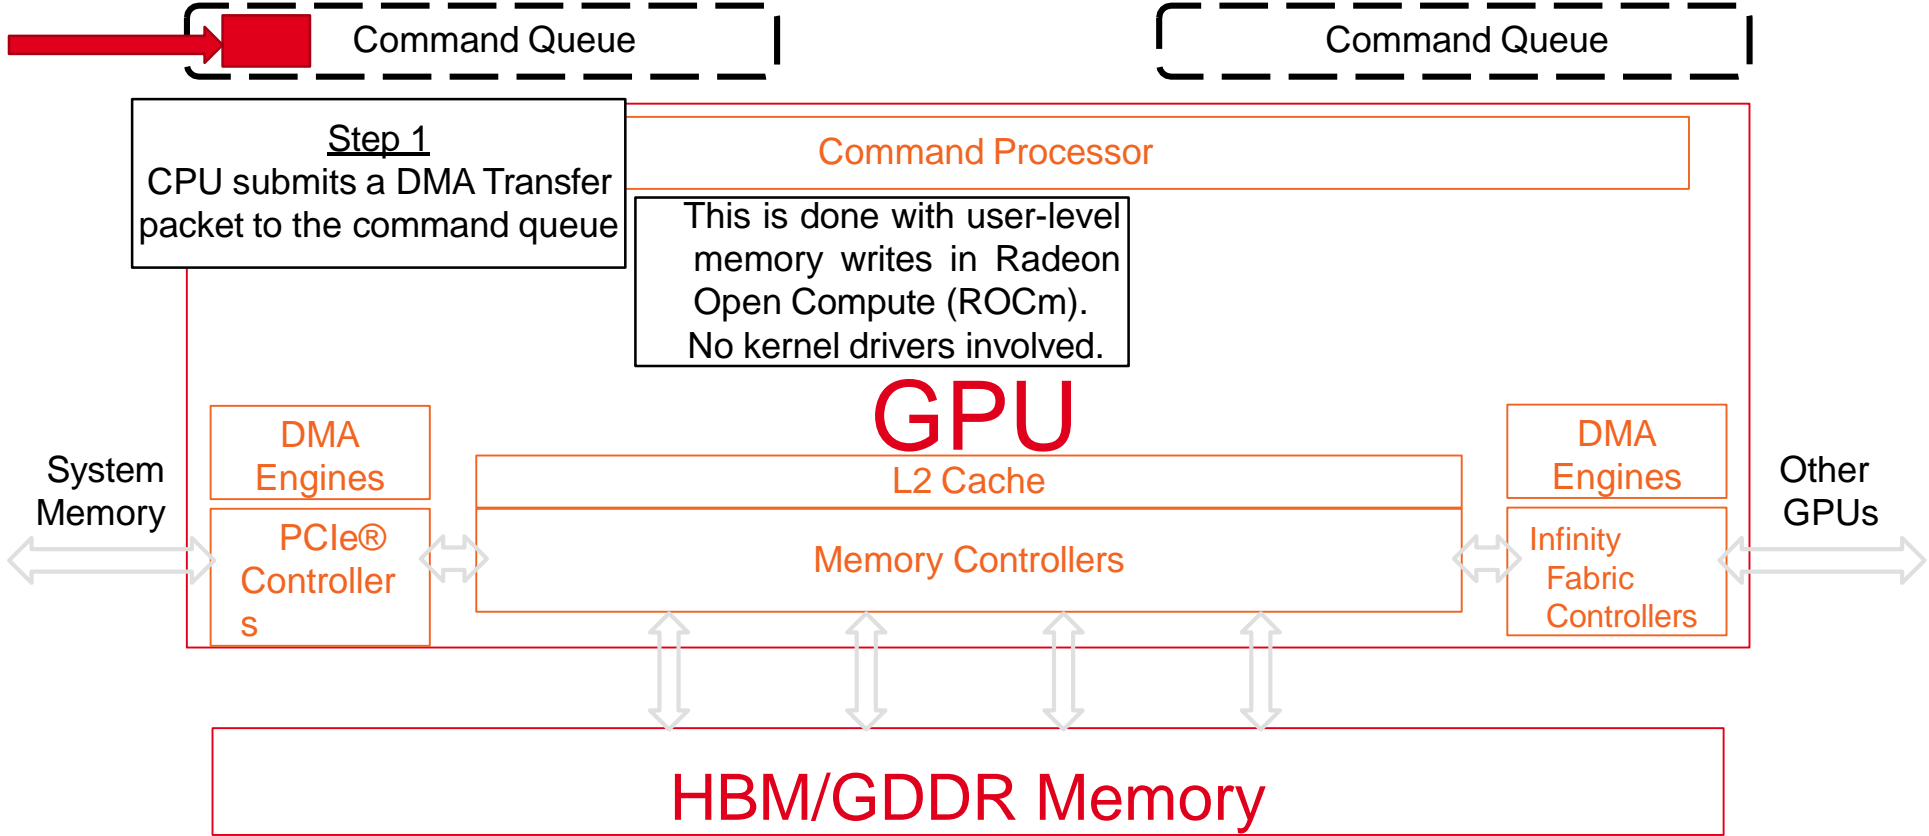 Command Queue
Command Queue
Step 1
CPU submits a DMA Transfer
packet to the command queue
Command Processor
This is done with user-level
memory writes in Radeon
Open Compute (ROCm).
No kernel drivers involved.
GPU
DMA
Engines
L2 Cache
DMA
Engines
System
Memory
PCIe®
Controller
s
Memory Controllers
Infinity
Fabric
Controllers
Other
GPUs
HBM/GDDR Memory